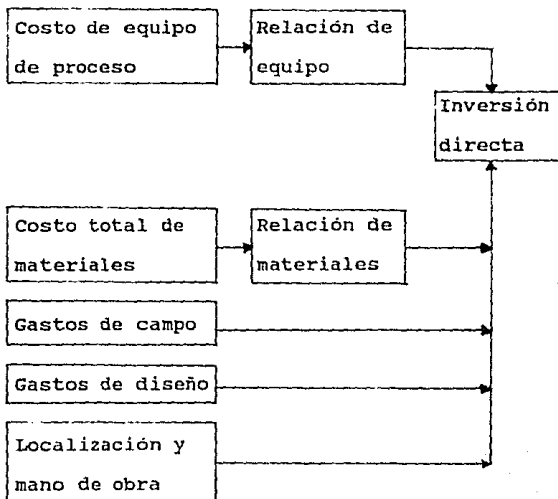 Costo de equipo
de proceso
Relación de
equipo
Inversión
directa
Costo total de
materiales
Relación de
materiales
Gastos de campo
Gastos de diseño
Localización y
mano de obra